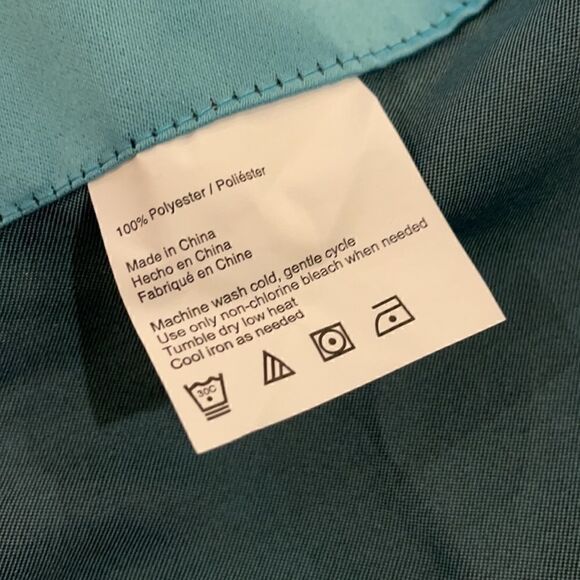 100% Polyester / Poliéster
Made in China
Hecho en China
Fabriqué en Chine
Machine wash cold, gentle cycle
Use only non-chlorine bleach when needed
Tumble dry low heat
Cool iron as needed
30C